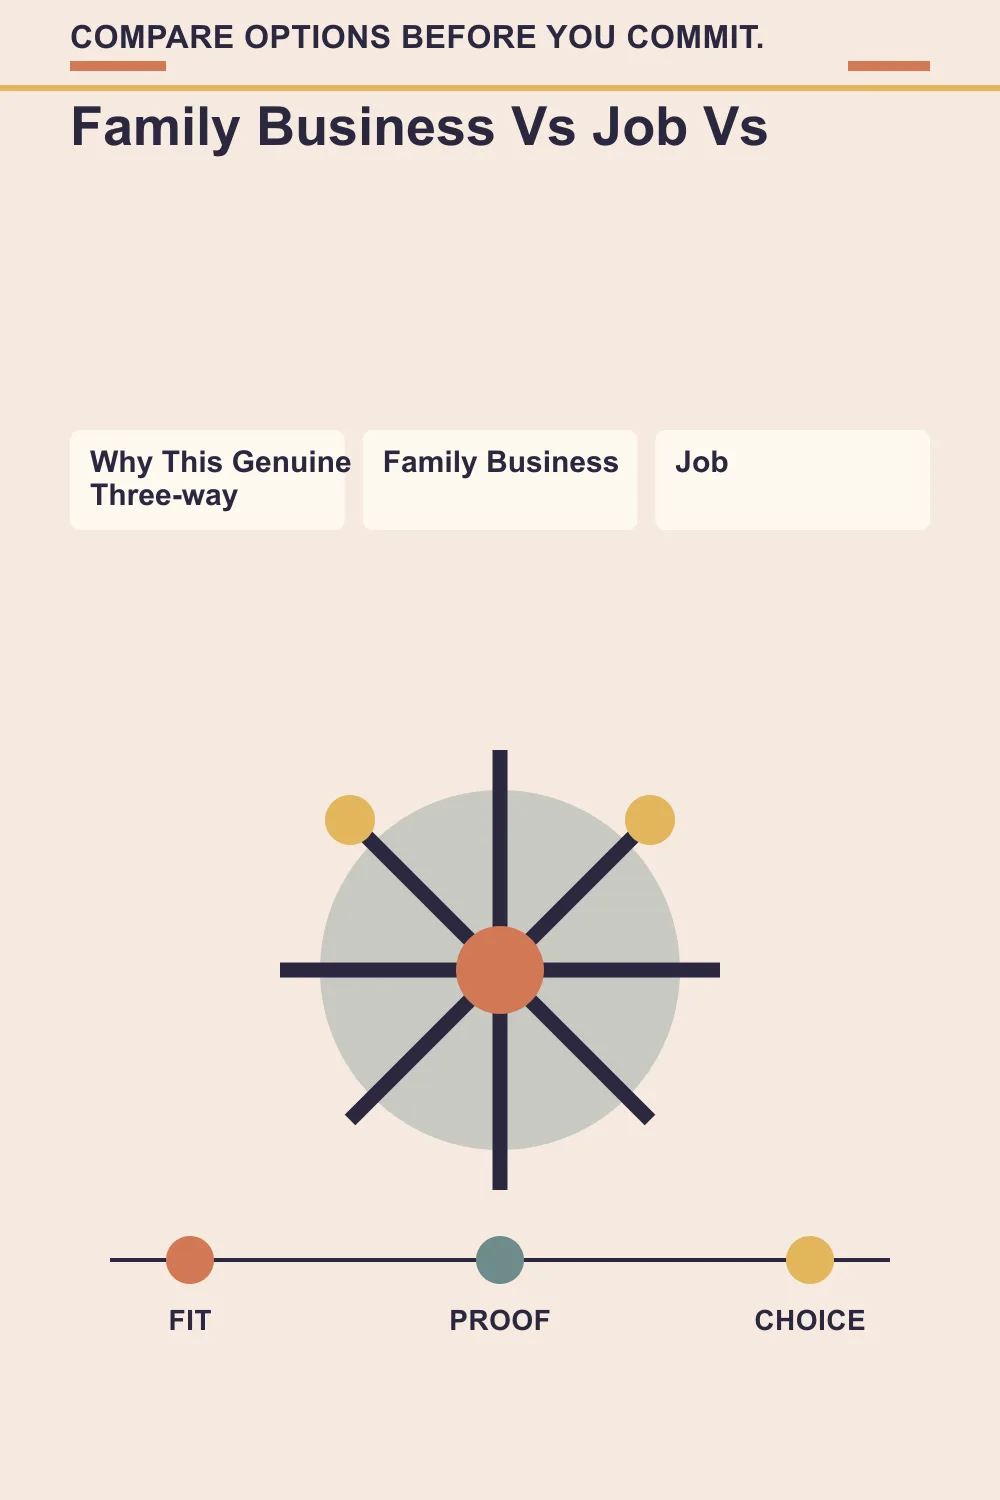 COMPARE OPTIONS BEFORE YOU COMMIT.
Family Business Vs Job Vs
Why This Genuine
Three-way
Family Business
Job
FIT
PROOF
CHOICE